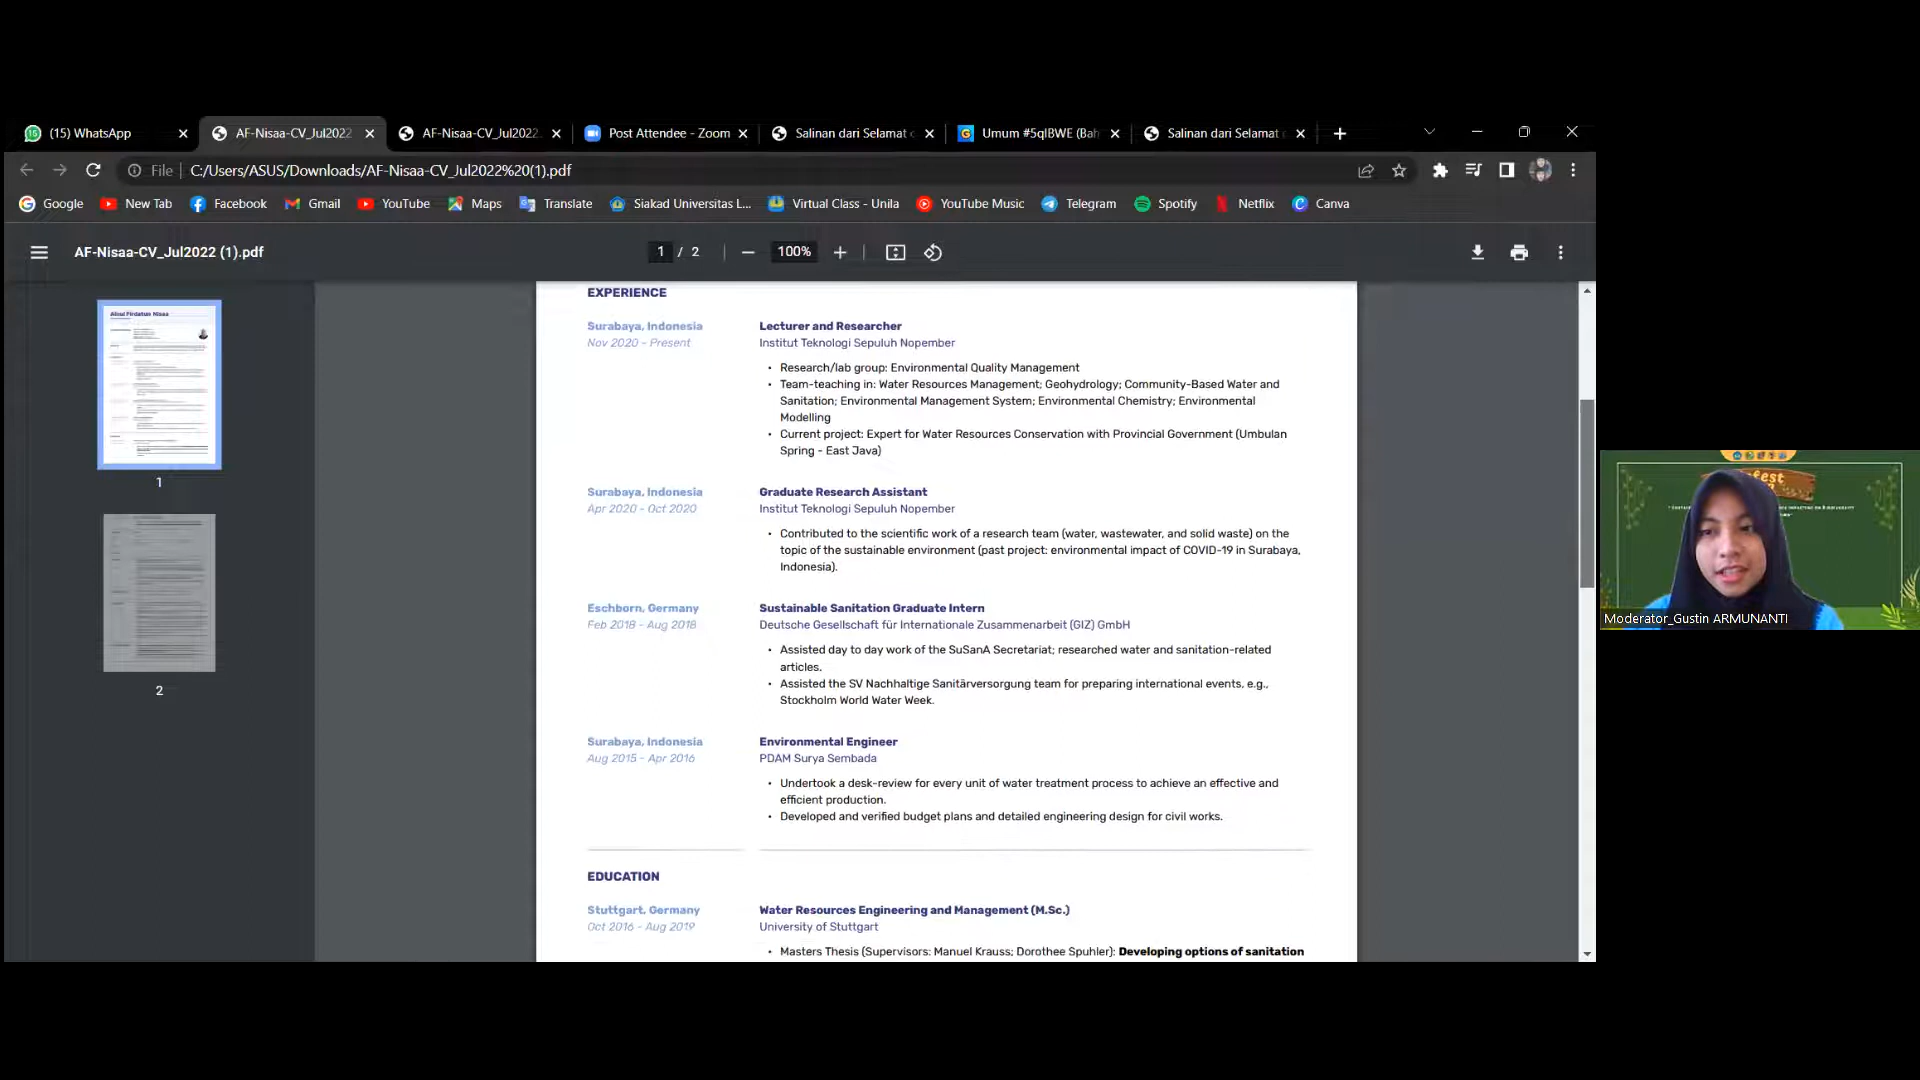 (15) WhatsApp
AF-Nisaa-CV_Jul2022
AF-Nisaa-CV_Jul2022
Post Attendee - Zoom
Salinan dari Selamat
Umum #5qIBWE (Bah
Salinan dari Selamat
File
C:/Users/ASUS/Downloads/AF-Nisaa-CV_Jul2022%20(1).pdf
Google
New Tab
Facebook
Gmail
YouTube
Maps
Translate
Siakad Universitas L...
Virtual Class - Unila
YouTube Music
Telegram
Spotify
Netflix
Canva
AF-Nisaa-CV_Jul2022 (1).pdf
1 / 2
100%
Ainul Firdatun Nisaa
1
2
EXPERIENCE
Surabaya, Indonesia
Nov 2020 - Present
Lecturer and Researcher
Institut Teknologi Sepuluh Nopember
• Research/lab group: Environmental Quality Management
• Team-teaching in: Water Resources Management; Geohydrology; Community-Based Water and
Sanitation; Environmental Management System; Environmental Chemistry; Environmental
Modelling
• Current project: Expert for Water Resources Conservation with Provincial Government (Umbulan
Spring - East Java)
Surabaya, Indonesia
Apr 2020 - Oct 2020
Graduate Research Assistant
Institut Teknologi Sepuluh Nopember
• Contributed to the scientific work of a research team (water, wastewater, and solid waste) on the
topic of the sustainable environment (past project: environmental impact of COVID-19 in Surabaya,
Indonesia).
Eschborn, Germany
Feb 2018 - Aug 2018
Sustainable Sanitation Graduate Intern
Deutsche Gesellschaft für Internationale Zusammenarbeit (GIZ) GmbH
• Assisted day to day work of the SuSanA Secretariat; researched water and sanitation-related
articles.
• Assisted the SV Nachhaltige Sanitärversorgung team for preparing international events, e.g.,
Stockholm World Water Week.
Surabaya, Indonesia
Aug 2015 - Apr 2016
Environmental Engineer
PDAM Surya Sembada
• Undertook a desk-review for every unit of water treatment process to achieve an effective and
efficient production.
• Developed and verified budget plans and detailed engineering design for civil works.
EDUCATION
Stuttgart, Germany
Oct 2016 - Aug 2019
Water Resources Engineering and Management (M.Sc.)
University of Stuttgart
• Masters Thesis (Supervisors: Manuel Krauss; Dorothee Spuhler): Developing options of sanitation
Moderator_Gustin ARMUNANTI